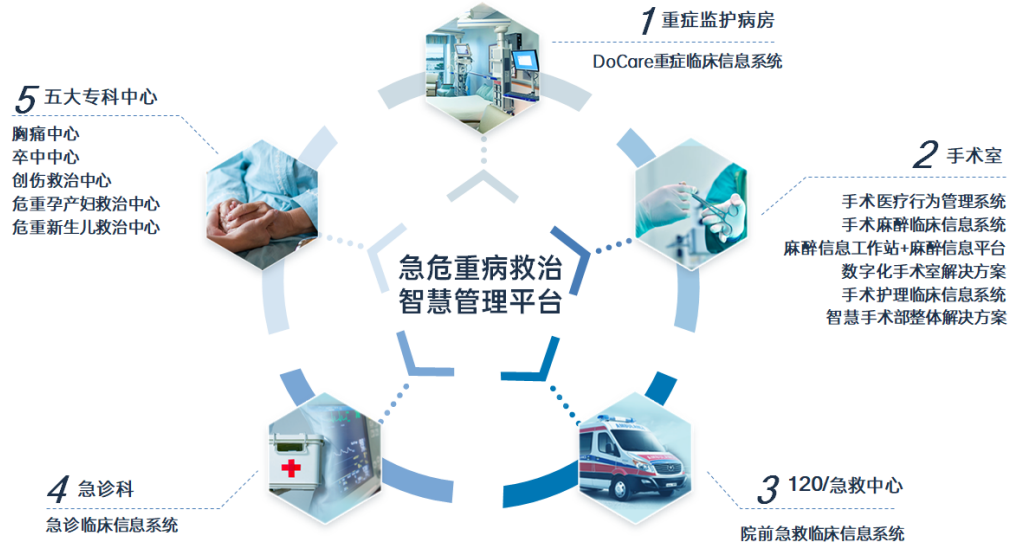 1 重症监护病房
DoCare重症临床信息系统
2 手术室
手术医疗行为管理系统
手术麻醉临床信息系统
麻醉信息工作站+麻醉信息平台
数字化手术室解决方案
手术护理临床信息系统
智慧手术部整体解决方案
3 120/急救中心
院前急救临床信息系统
4 急诊科
急诊临床信息系统
5 五大专科中心
胸痛中心
卒中中心
创伤救治中心
危重孕产妇救治中心
危重新生儿救治中心
急危重病救治
智慧管理平台